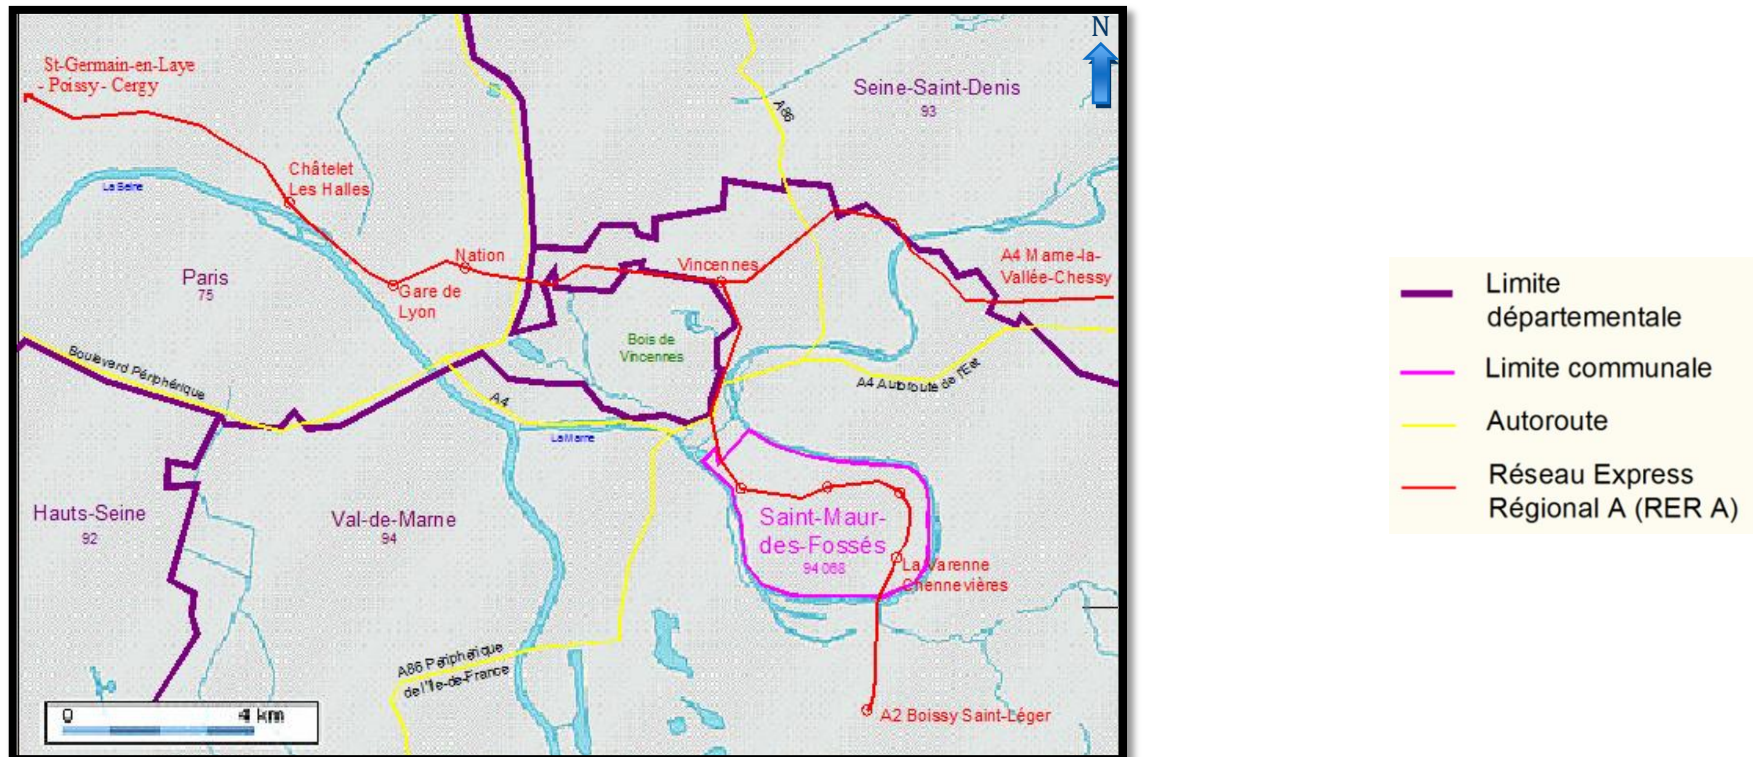 N
St-Germain-en-Laye
- Poissy - Cergy
Seine-Saint-Denis
93
A86
Châtelet
Les Halles
La Seine
Nation
Vincennes
A4 Marne-la-
Vallée-Chessy
Paris
75
Gare de
Lyon
Bois de
Vincennes
Boulevard Périphérique
A4
A4 Autoroute de l'Est
La Marne
Hauts-Seine
92
Val-de-Marne
94
Saint-Maur-
des-Fossés
94 068
La Varenne
Chennevières
A86 Périphérique
de l'Ile-de-France
A2 Boissy Saint-Léger
0 4 km
Limite
départementale
Limite communale
Autoroute
Réseau Express
Régional A (RER A)